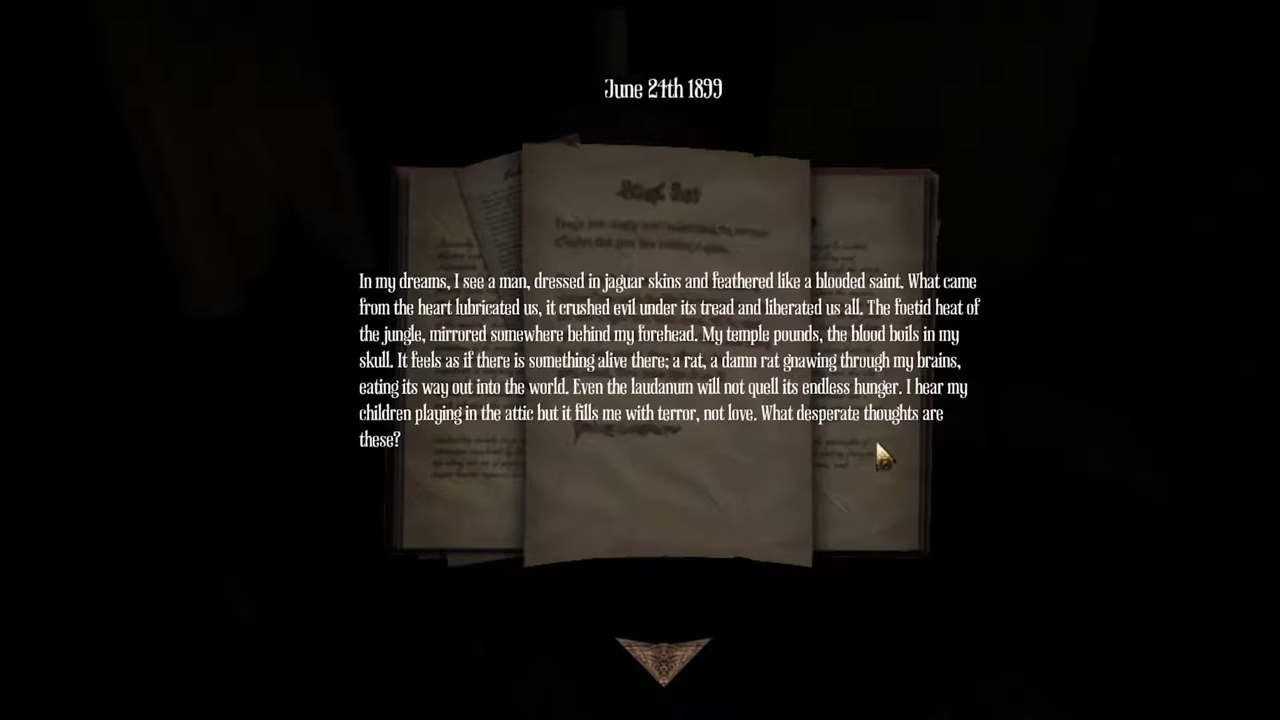 June 24th 1899
In my dreams, I see a man, dressed in jaguar skins and feathered like a blooded saint. What came
from the heart lubricated us, it crushed evil under its tread and liberated us all. The foetid heat of
the jungle, mirrored somewhere behind my forehead. My temple pounds, the blood boils in my
skull. It feels as if there is something alive there; a rat, a damn rat gnawing through my brains,
eating its way out into the world. Even the laudanum will not quell its endless hunger. I hear my
children playing in the attic but it fills me with terror, not love. What desperate thoughts are
these?